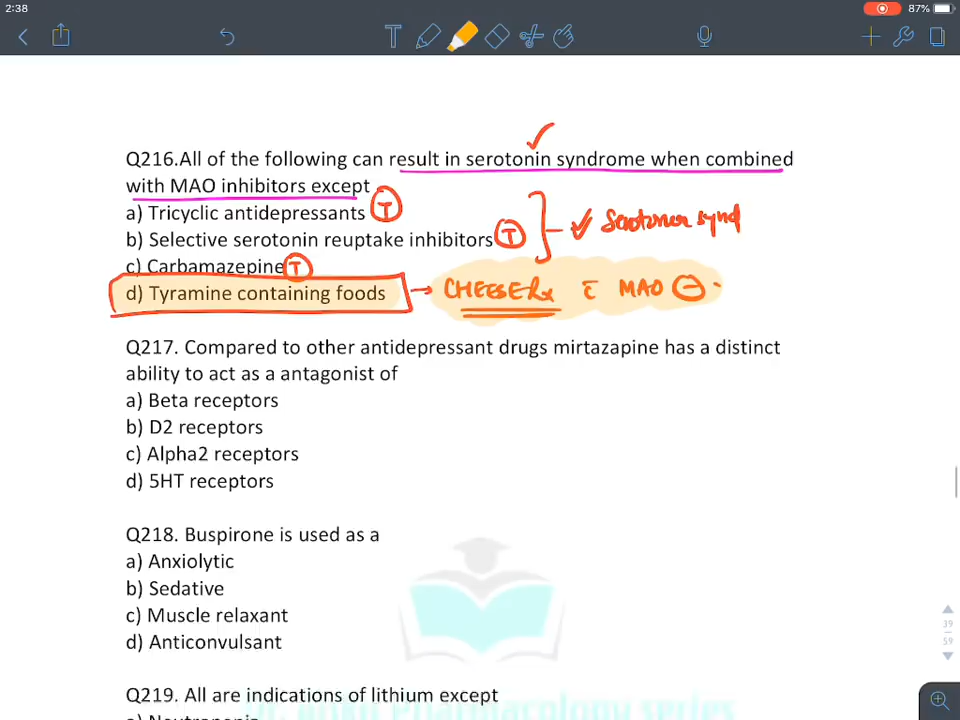 2:38
87%
Q216.All of the following can result in serotonin syndrome when combined
with MAO inhibitors except
a) Tricyclic antidepressants T
b) Selective serotonin reuptake inhibitors T
c) Carbamazepine T
d) Tyramine containing foods → CHEESE Rx c MAO
Q217. Compared to other antidepressant drugs mirtazapine has a distinct
ability to act as a antagonist of
a) Beta receptors
b) D2 receptors
c) Alpha2 receptors
d) 5HT receptors
Q218. Buspirone is used as a
a) Anxiolytic
b) Sedative
c) Muscle relaxant
d) Anticonvulsant
39
59
Q219. All are indications of lithium except